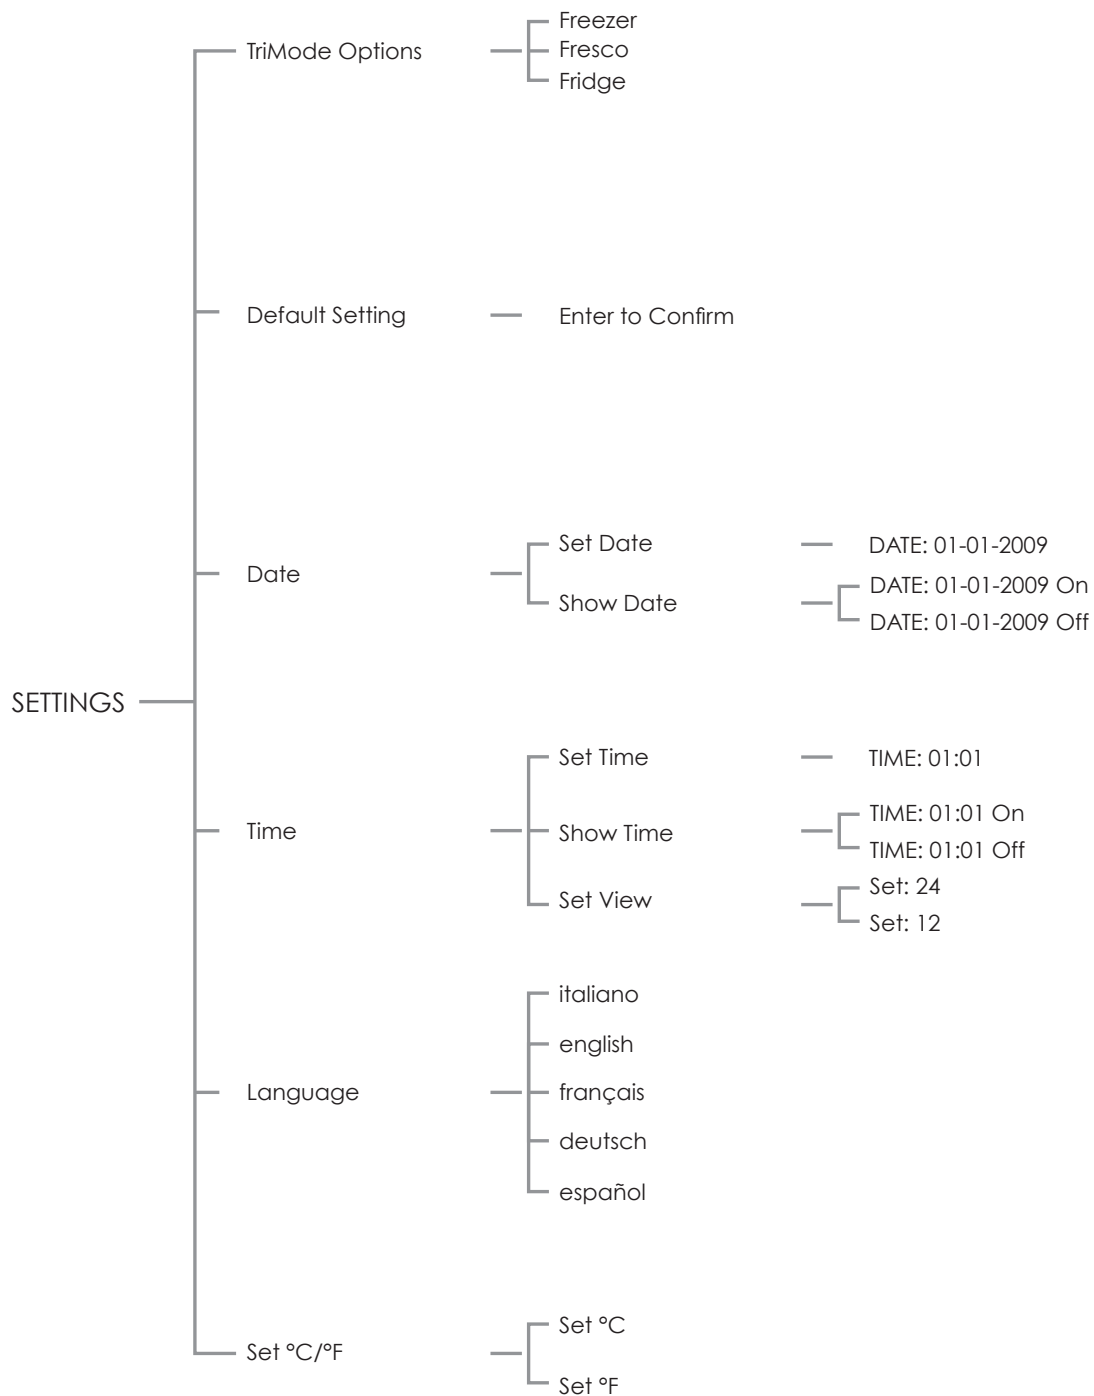 SETTINGS
TriMode Options
Freezer
Fresco
Fridge
Default Setting
Enter to Confirm
Date
Set Date
DATE: 01-01-2009
Show Date
DATE: 01-01-2009 On
DATE: 01-01-2009 Off
Time
Set Time
TIME: 01:01
Show Time
TIME: 01:01 On
TIME: 01:01 Off
Set View
Set: 24
Set: 12
Language
italiano
english
français
deutsch
español
Set °C/°F
Set °C
Set °F